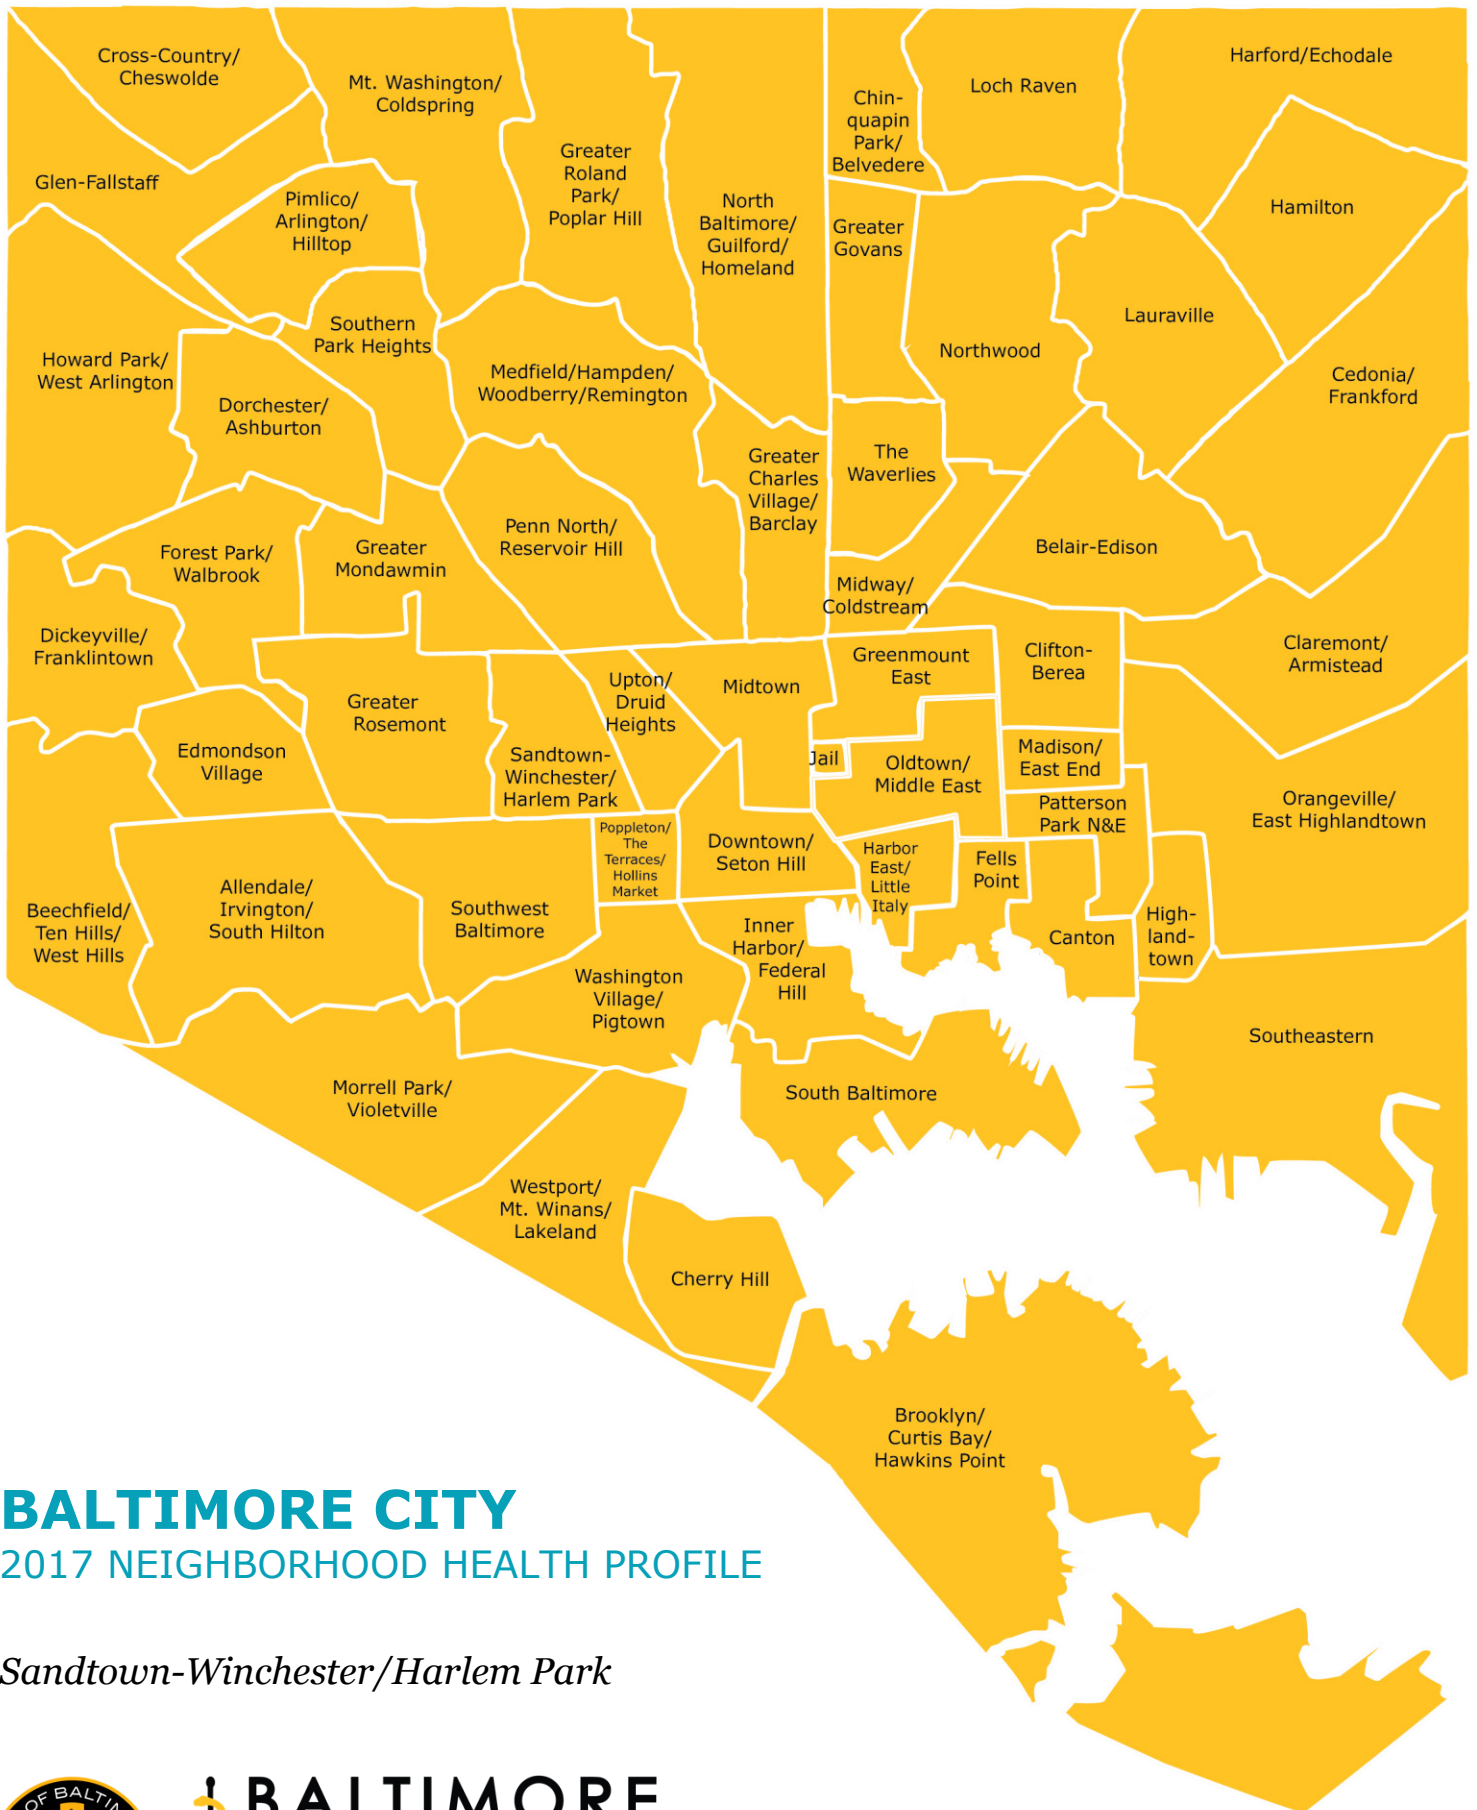 Cross-Country/
Cheswolde
Mt. Washington/
Coldspring
Harford/Echodale
Loch Raven
Chin-
quapin
Park/
Belvedere
Greater
Roland
Park/
Poplar Hill
Glen-Fallstaff
Pimlico/
Arlington/
Hilltop
North
Baltimore/
Guilford/
Homeland
Greater
Govans
Hamilton
Lauraville
Southern
Park Heights
Northwood
Howard Park/
West Arlington
Medfield/Hampden/
Woodberry/Remington
Cedonia/
Frankford
Dorchester/
Ashburton
Greater
Charles
Village/
Barclay
The
Waverlies
Penn North/
Reservoir Hill
Forest Park/
Walbrook
Greater
Mondawmin
Belair-Edison
Midway/
Coldstream
Dickeyville/
Franklintown
Claremont/
Armistead
Greenmount
East
Clifton-
Berea
Upton/
Druid
Heights
Midtown
Greater
Rosemont
Edmondson
Village
Sandtown-
Winchester/
Harlem Park
Jail
Oldtown/
Middle East
Madison/
East End
Patterson
Park N&E
Orangeville/
East Highlandtown
Poppleton/
The
Terraces/
Hollins
Market
Downtown/
Seton Hill
Harbor
East/
Little
Italy
Fells
Point
Allendale/
Irvington/
South Hilton
Beechfield/
Ten Hills/
West Hills
Southwest
Baltimore
Inner
Harbor/
Federal
Hill
Canton
High-
land-
town
Washington
Village/
Pigtown
Southeastern
Morrell Park/
Violetville
South Baltimore
Westport/
Mt. Winans/
Lakeland
Cherry Hill
Brooklyn/
Curtis Bay/
Hawkins Point
BALTIMORE CITY
2017 NEIGHBORHOOD HEALTH PROFILE
Sandtown-Winchester/Harlem Park
BALTIMORE